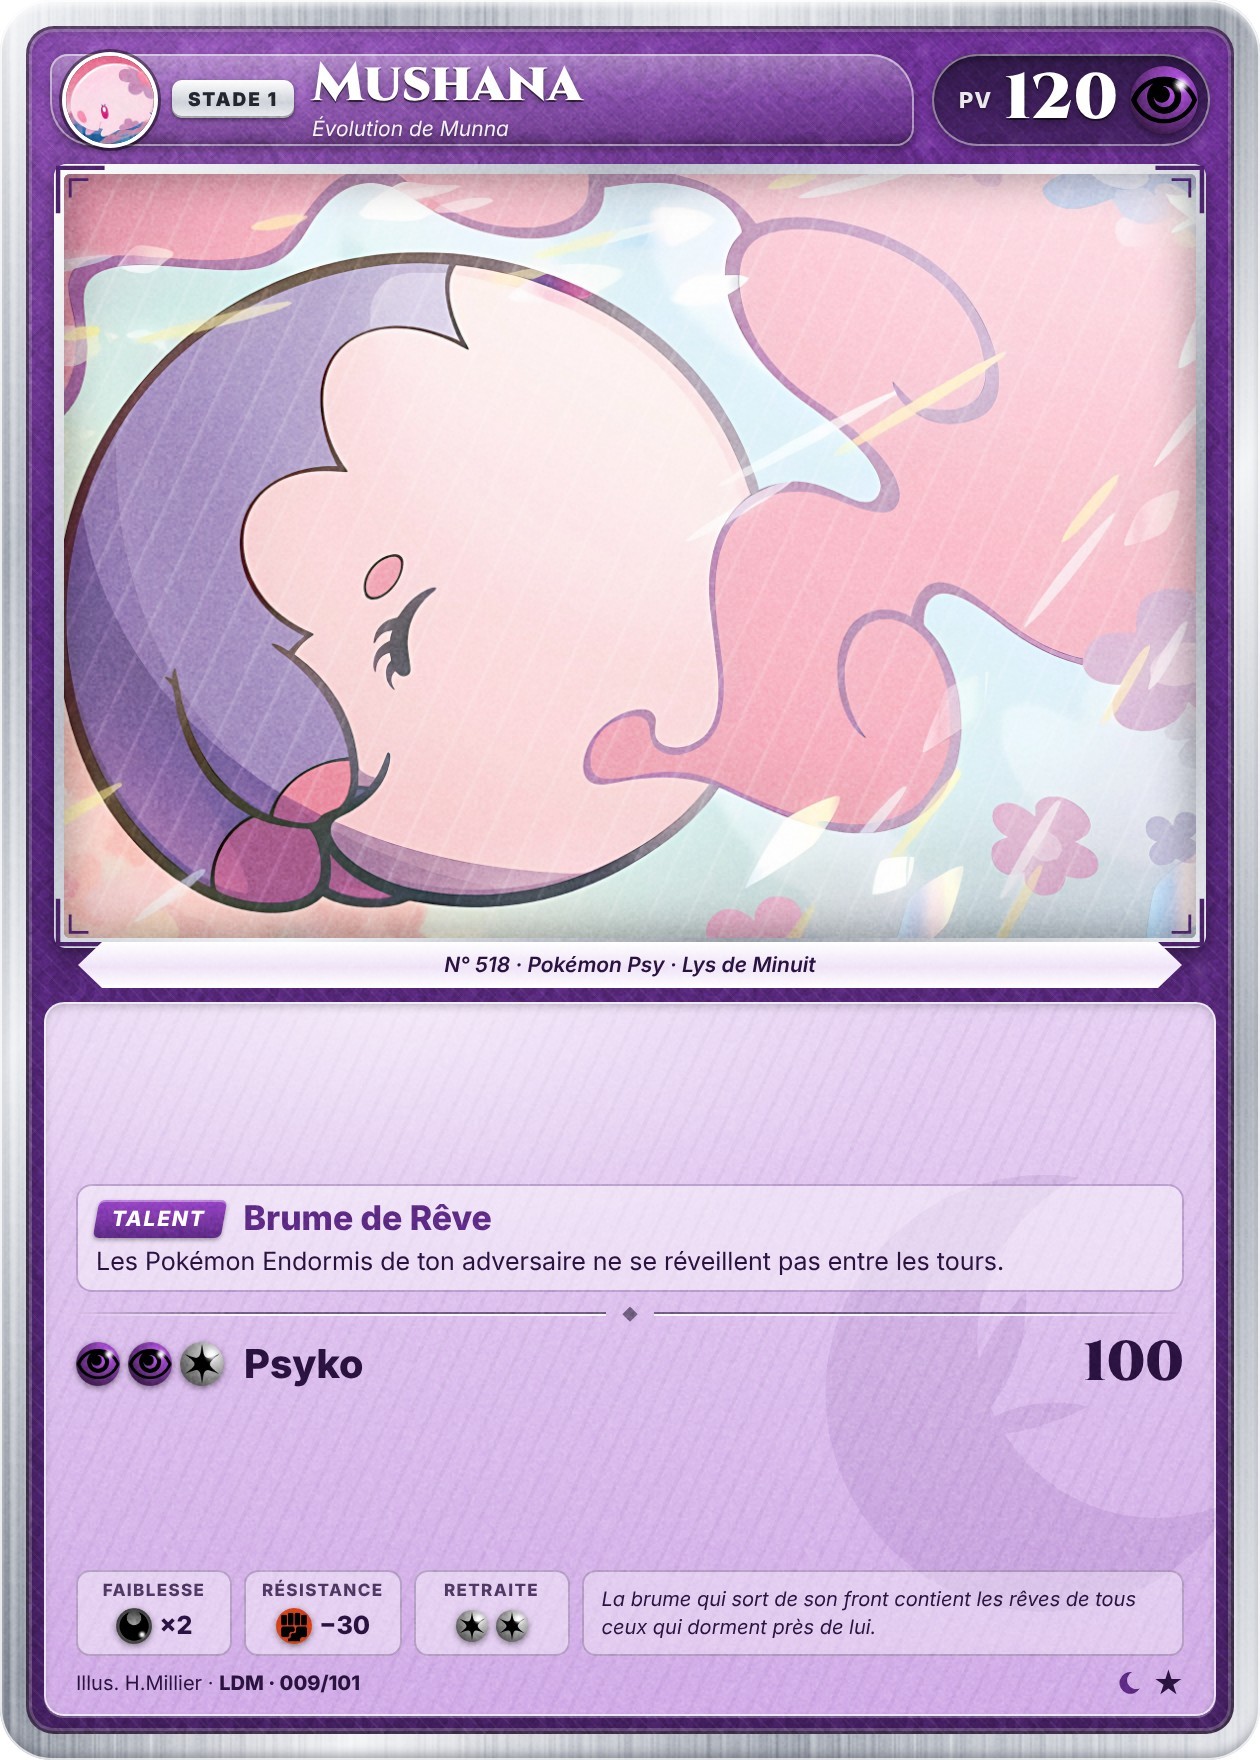 STADE 1
Mushana
Évolution de Munna
PV 120
N° 518 · Pokémon Psy · Lys de Minuit
TALENT Brume de Rêve
Les Pokémon Endormis de ton adversaire ne se réveillent pas entre les tours.
Psyko 100
FAIBLESSE
×2
RÉSISTANCE
−30
RETRAITE
La brume qui sort de son front contient les rêves de tous
ceux qui dorment près de lui.
Illus. H.Millier · LDM · 009/101